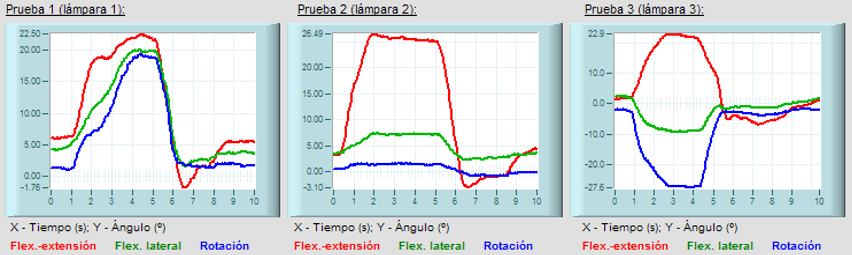 Prueba 1 (lámpara 1):
22.50
20.00
15.00
10.00
5.00
0.00
-1.76
0 1 2 3 4 5 6 7 8 9 10
X - Tiempo (s); Y - Ángulo (º)
Flex.-extensión Flex. lateral Rotación
Prueba 2 (lámpara 2):
26.49
20.00
15.00
10.00
5.00
0.00
-3.10
0 1 2 3 4 5 6 7 8 9 10
X - Tiempo (s); Y - Ángulo (º)
Flex.-extensión Flex. lateral Rotación
Prueba 3 (lámpara 3):
22.9
10.0
0.0
-10.0
-20.0
-27.6
0 1 2 3 4 5 6 7 8 9 10
X - Tiempo (s); Y - Ángulo (º)
Flex.-extensión Flex. lateral Rotación